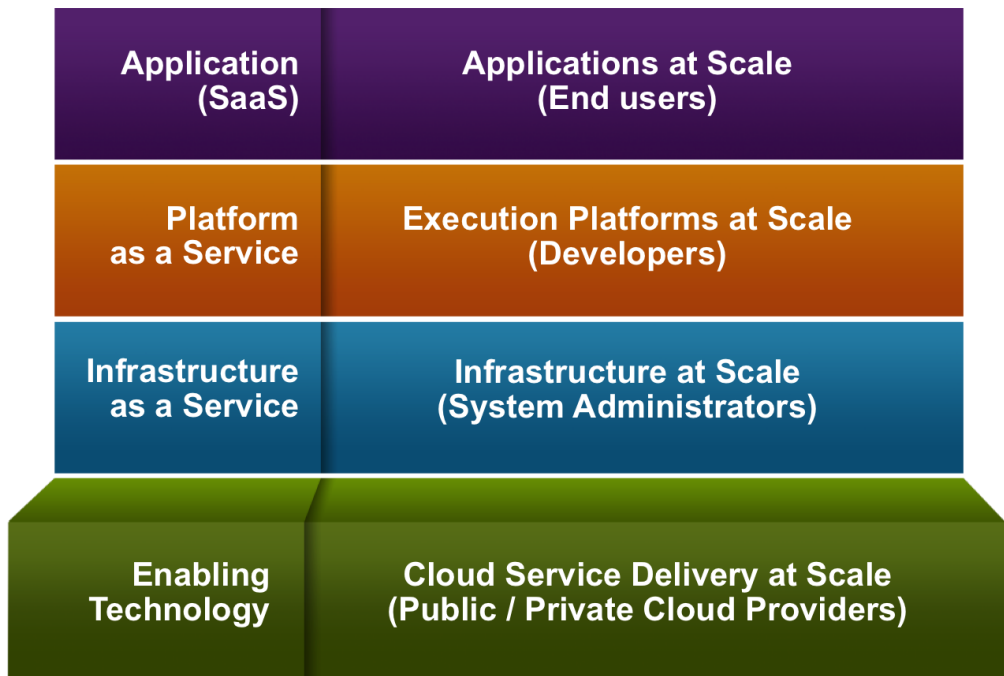 Application
(SaaS)
Applications at Scale
(End users)
Platform
as a Service
Execution Platforms at Scale
(Developers)
Infrastructure
as a Service
Infrastructure at Scale
(System Administrators)
Enabling
Technology
Cloud Service Delivery at Scale
(Public / Private Cloud Providers)